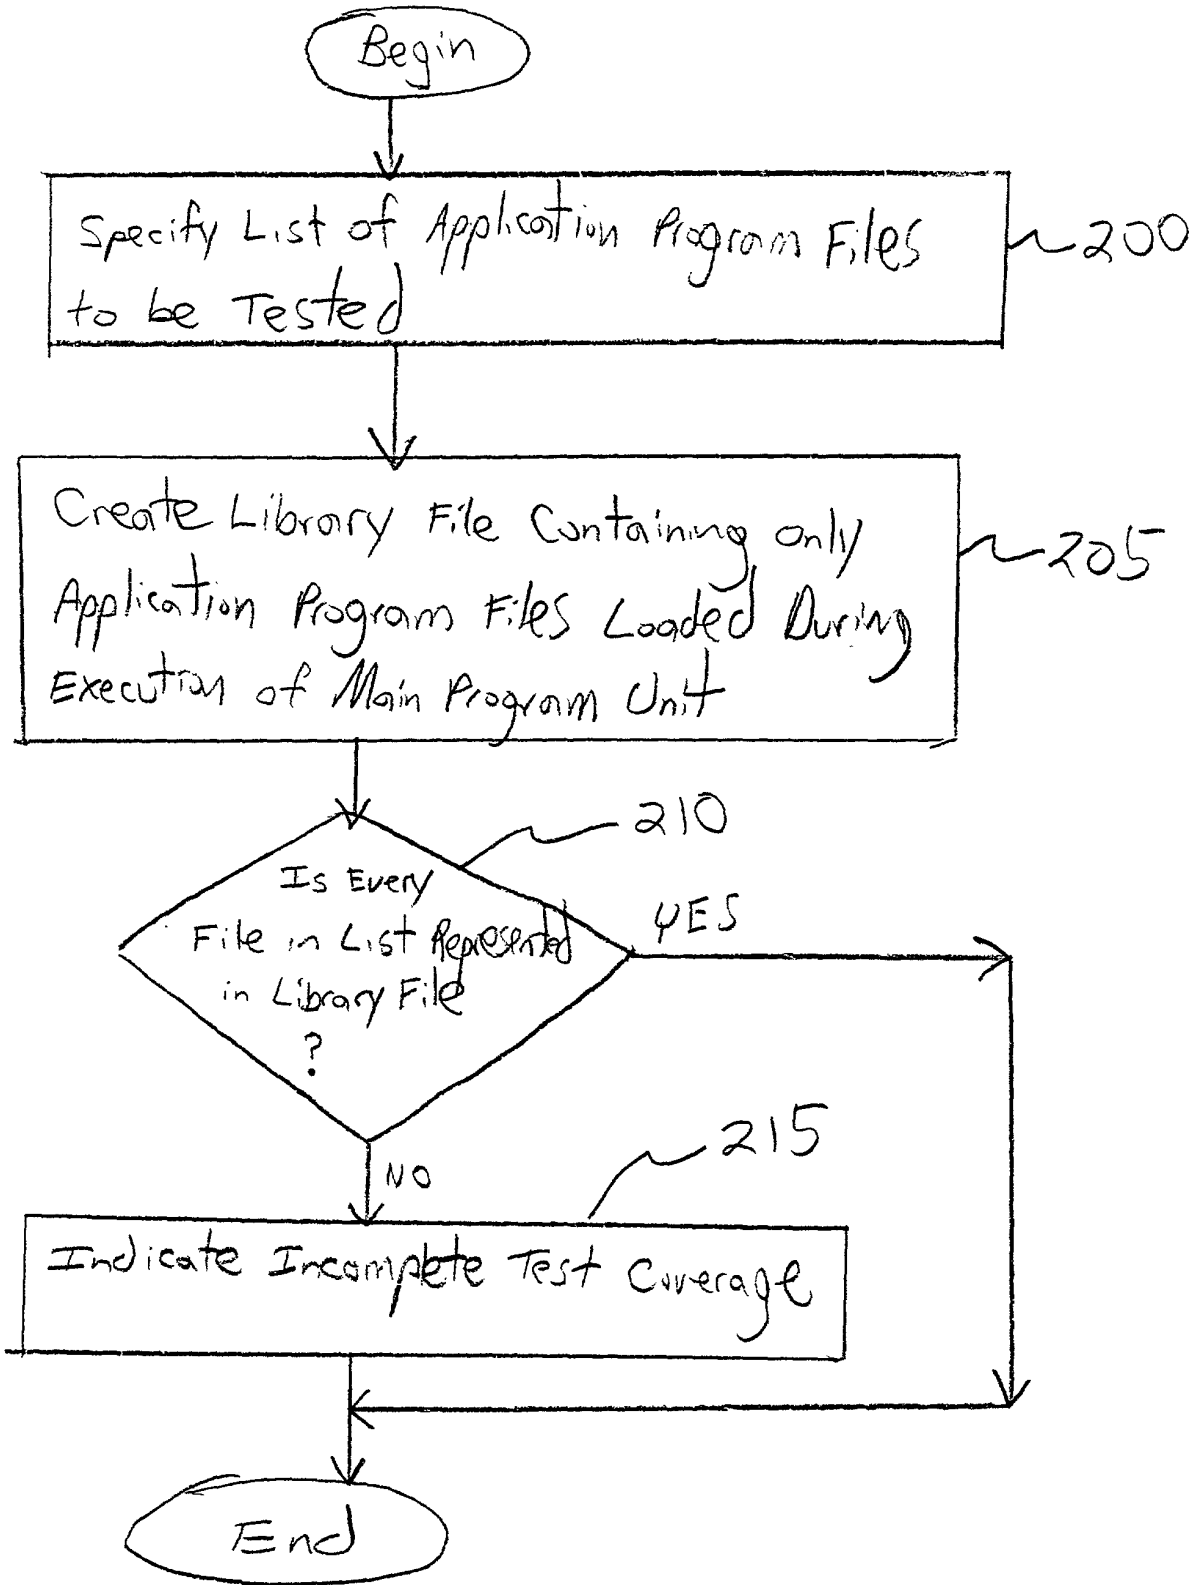 Begin
Specify List of Application Program Files
to be Tested
200
Create Library File Containing only
Application Program Files Loaded During
Execution of Main Program Unit
205
210
Is Every
File in List Represented
in Library File
?
YES
NO
215
Indicate Incomplete Test Coverage
End